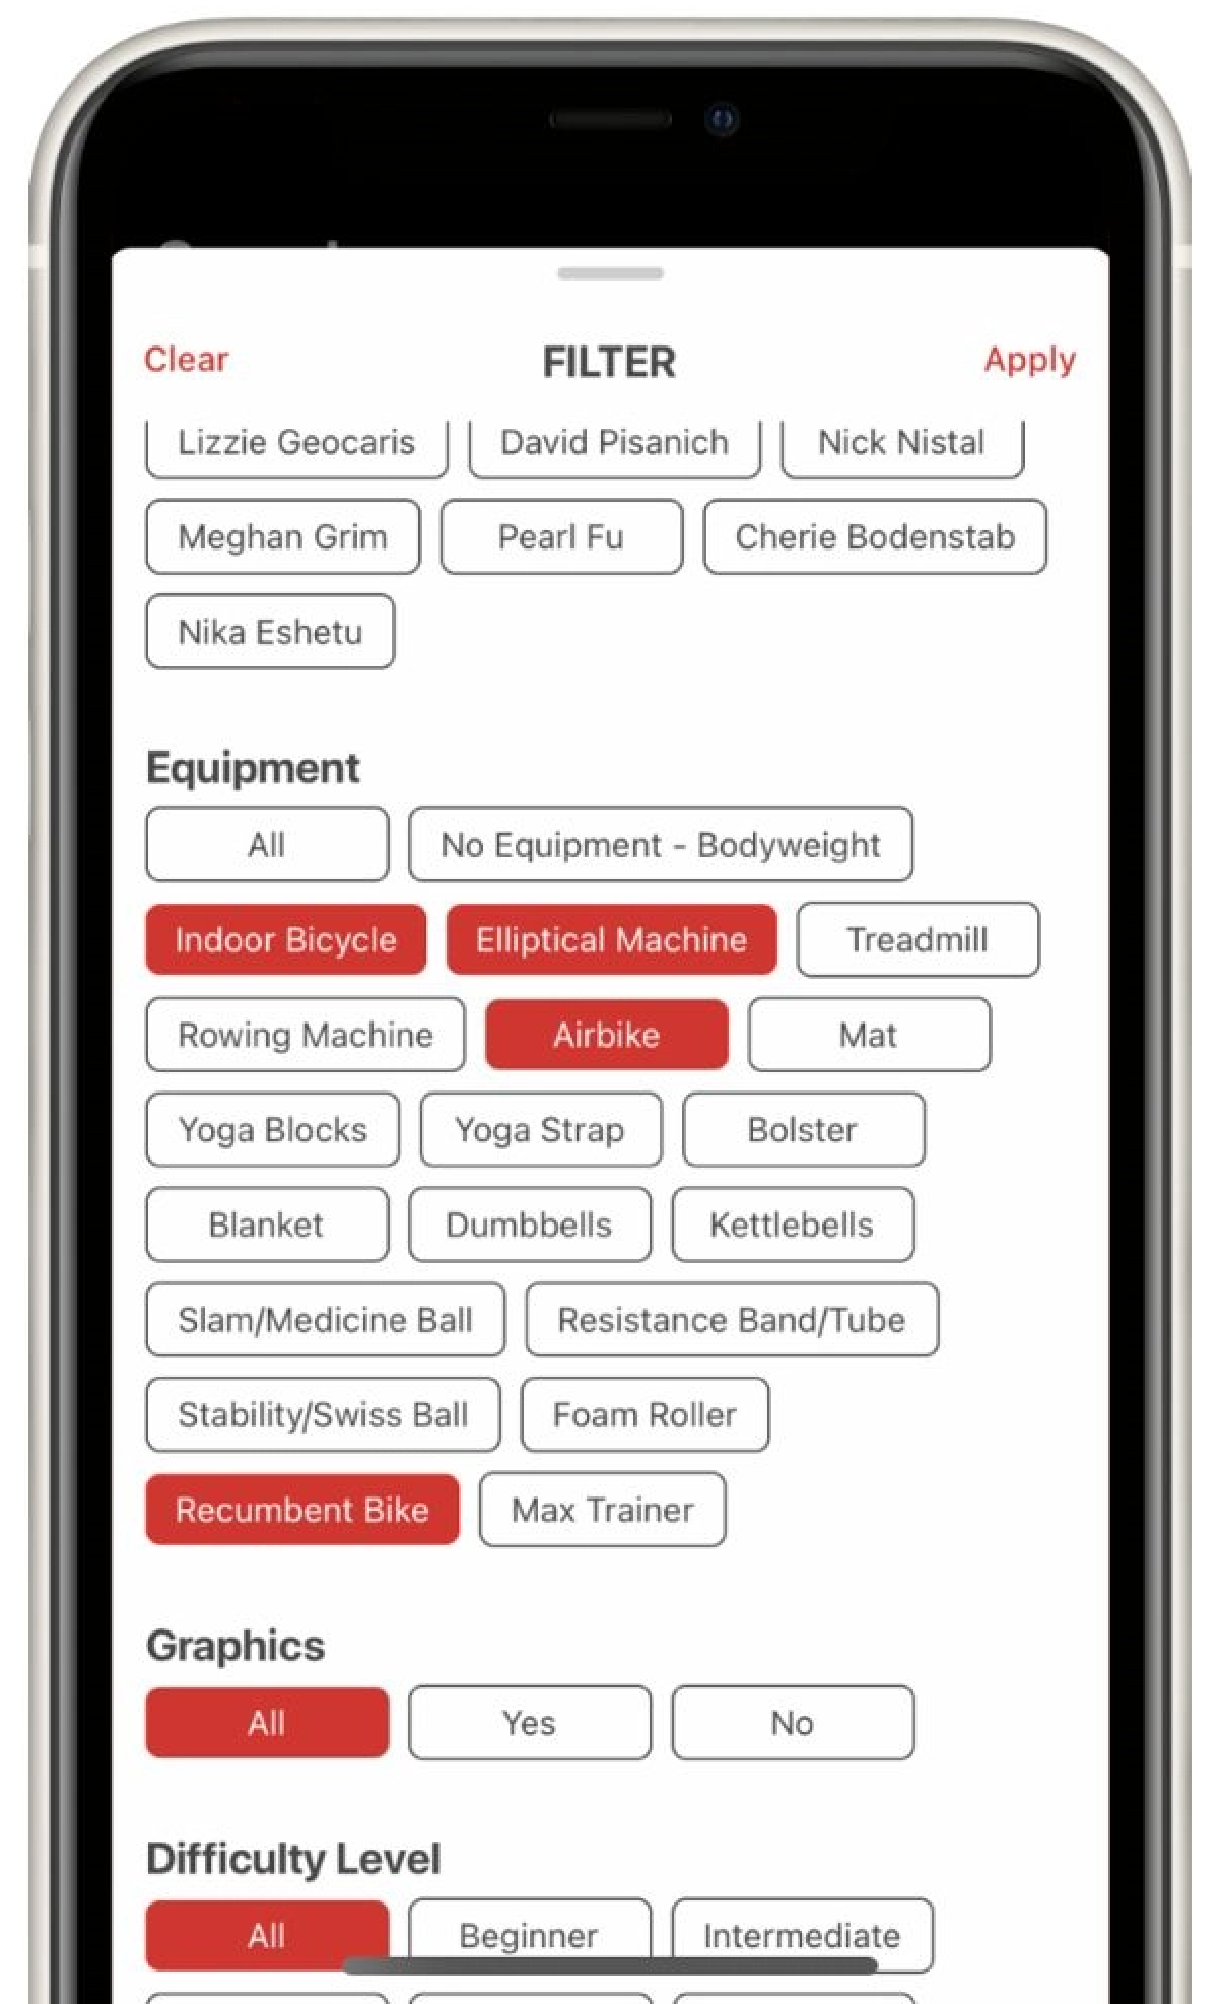 Clear FILTER Apply
Lizzie Geocaris David Pisanich Nick Nistal
Meghan Grim Pearl Fu Cherie Bodenstab
Nika Eshetu
Equipment
All No Equipment - Bodyweight
Indoor Bicycle Elliptical Machine Treadmill
Rowing Machine Airbike Mat
Yoga Blocks Yoga Strap Bolster
Blanket Dumbbells Kettlebells
Slam/Medicine Ball Resistance Band/Tube
Stability/Swiss Ball Foam Roller
Recumbent Bike Max Trainer
Graphics
All Yes No
Difficulty Level
All Beginner Intermediate